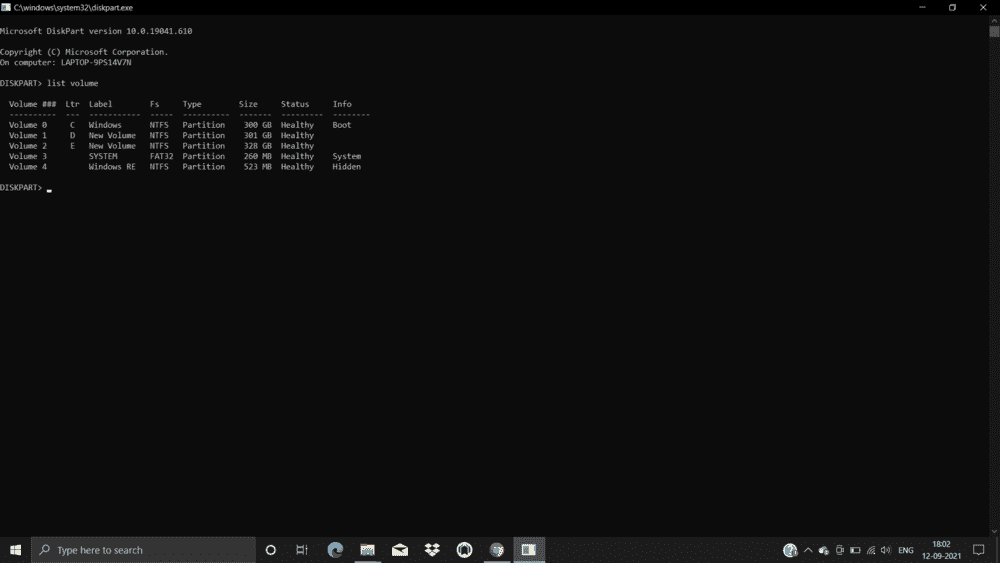 C:\windows\system32\diskpart.exe
Microsoft DiskPart version 10.0.19041.610
Copyright (C) Microsoft Corporation.
On computer: LAPTOP-9PS14V7N
DISKPART> list volume
Volume ### Ltr Label Fs Type Size Status Info
---------- --- ----------- ----- ---------- ------- --------- --------
Volume 0 C Windows NTFS Partition 300 GB Healthy Boot
Volume 1 D New Volume NTFS Partition 301 GB Healthy
Volume 2 E New Volume NTFS Partition 328 GB Healthy
Volume 3 SYSTEM FAT32 Partition 260 MB Healthy System
Volume 4 Windows RE NTFS Partition 523 MB Healthy Hidden
DISKPART>
Type here to search
ENG
18:02
12-09-2021